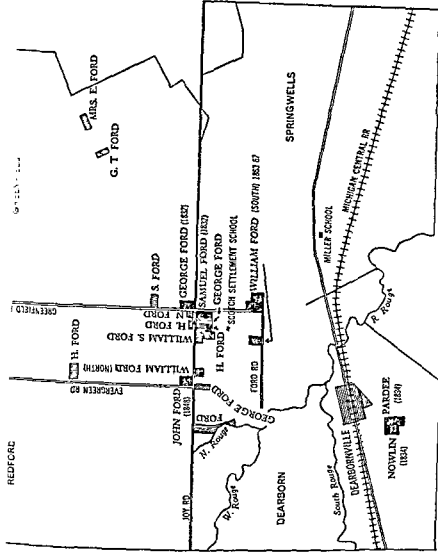 REDFORD
MRS. E. FORD
G. T FORD
H. FORD
S. FORD
EVERGREEN RD
WILLIAM FORD (NORTH)
WILLIAM S. FORD
H. FORD
GREENFIELD
GEORGE FORD (1832)
SAMUEL FORD (1832)
JOHN FORD
(1848)
JOY RD
FORD
GEORGE FORD
H. FORD
GEORGE FORD
SCOTCH SETTLEMENT SCHOOL
N. Rouge
W. Rouge
FORD RD
WILLIAM FORD (SOUTH)
SPRINGWELLS
DEARBORN
MILLER SCHOOL
MICHIGAN CENTRAL RR
South Rouge
R. Rouge
DEARBORNVILLE
NOWLIN
(1834)
PARDEE
(1834)